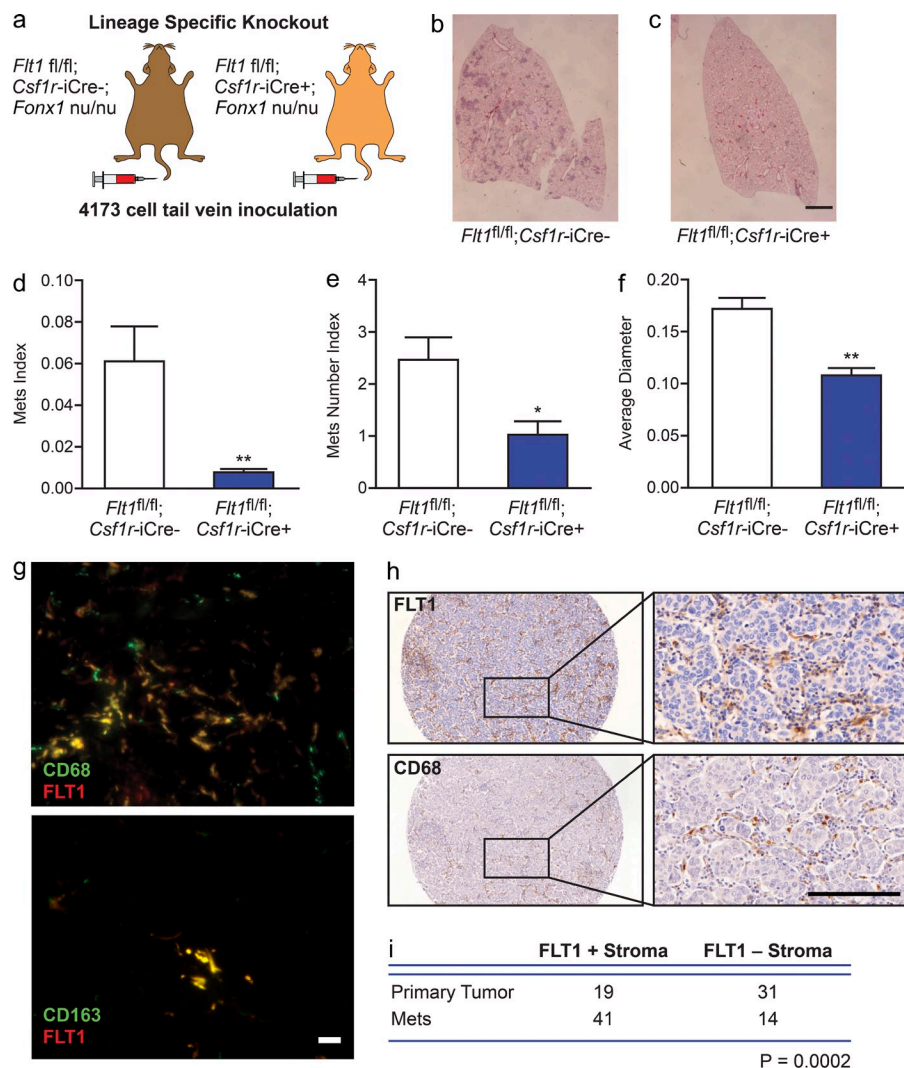 a
Lineage Specific Knockout
Flt1 fl/fl;
Csf1r-iCre-;
Fonx1 nu/nu
Flt1 fl/fl;
Csf1r-iCre+;
Fonx1 nu/nu
4173 cell tail vein inoculation
b
Flt1fl/fl;Csf1r-iCre-
c
Flt1fl/fl;Csf1r-iCre+
d
Mets Index
0.10
0.08
0.06
0.04
0.02
0.00
**
Flt1fl/fl;
Csf1r-iCre-
Flt1fl/fl;
Csf1r-iCre+
e
Mets Number Index
4
3
2
1
0
*
Flt1fl/fl;
Csf1r-iCre-
Flt1fl/fl;
Csf1r-iCre+
f
Average Diameter
0.20
0.15
0.10
0.05
0.00
**
Flt1fl/fl;
Csf1r-iCre-
Flt1fl/fl;
Csf1r-iCre+
g
CD68
FLT1
CD163
FLT1
h
FLT1
CD68
i
FLT1 + Stroma FLT1 – Stroma
Primary Tumor 19 31
Mets 41 14
P = 0.0002